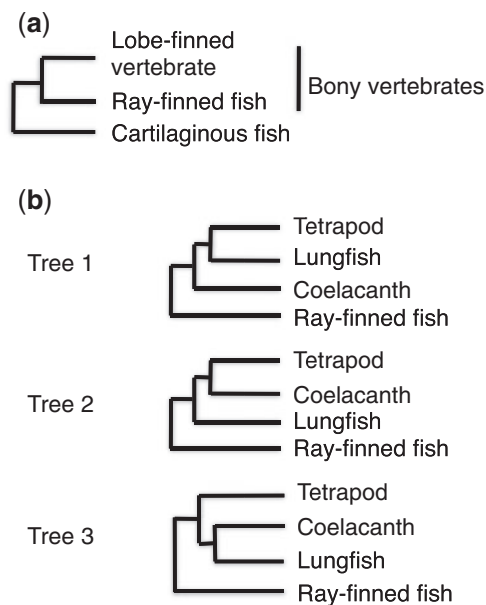 (a)
Lobe-finned
vertebrate
Ray-finned fish
Cartilaginous fish
Bony vertebrates
(b)
Tree 1
Tetrapod
Lungfish
Coelacanth
Ray-finned fish
Tree 2
Tetrapod
Coelacanth
Lungfish
Ray-finned fish
Tree 3
Tetrapod
Coelacanth
Lungfish
Ray-finned fish